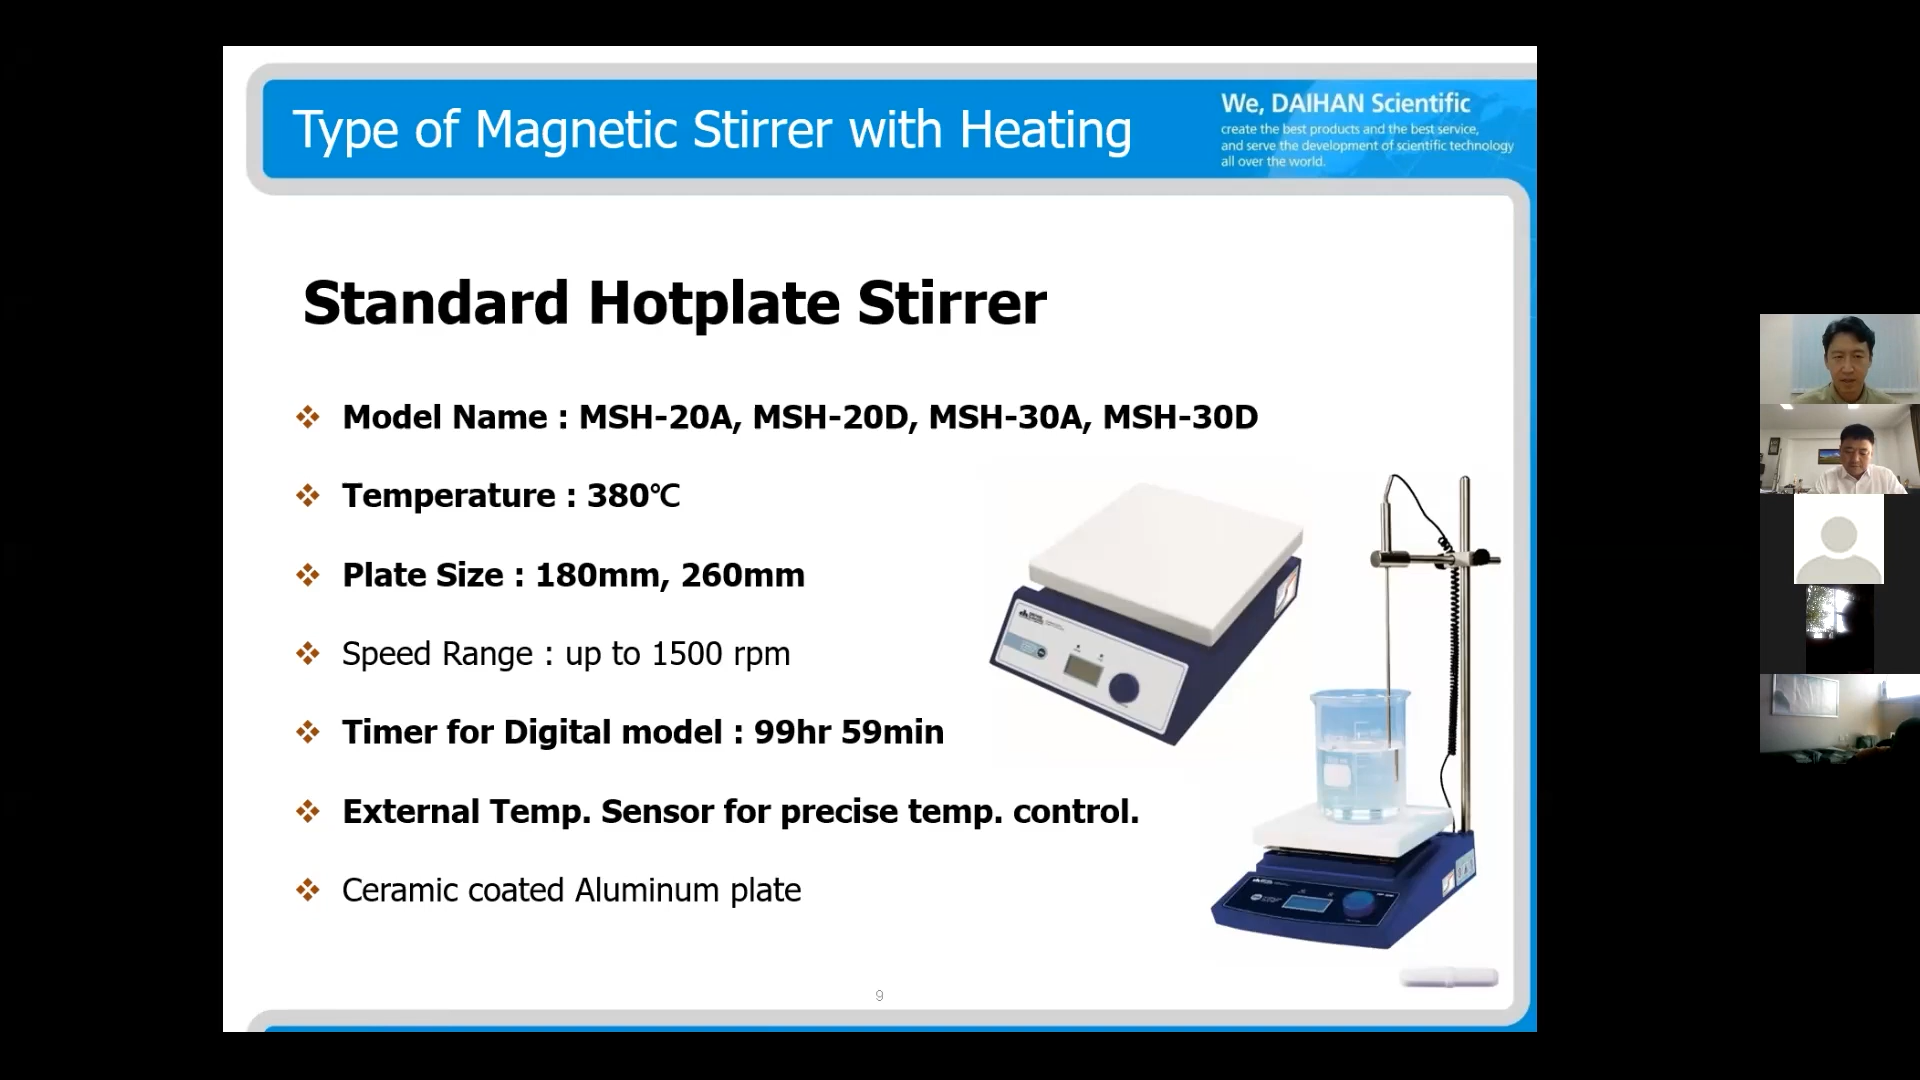 Type of Magnetic Stirrer with Heating
We, DAIHAN Scientific
create the best products and the best service,
and serve the development of scientific technology
all over the world.
Standard Hotplate Stirrer
Model Name : MSH-20A, MSH-20D, MSH-30A, MSH-30D
Temperature : 380℃
Plate Size : 180mm, 260mm
Speed Range : up to 1500 rpm
Timer for Digital model : 99hr 59min
External Temp. Sensor for precise temp. control.
Ceramic coated Aluminum plate
9